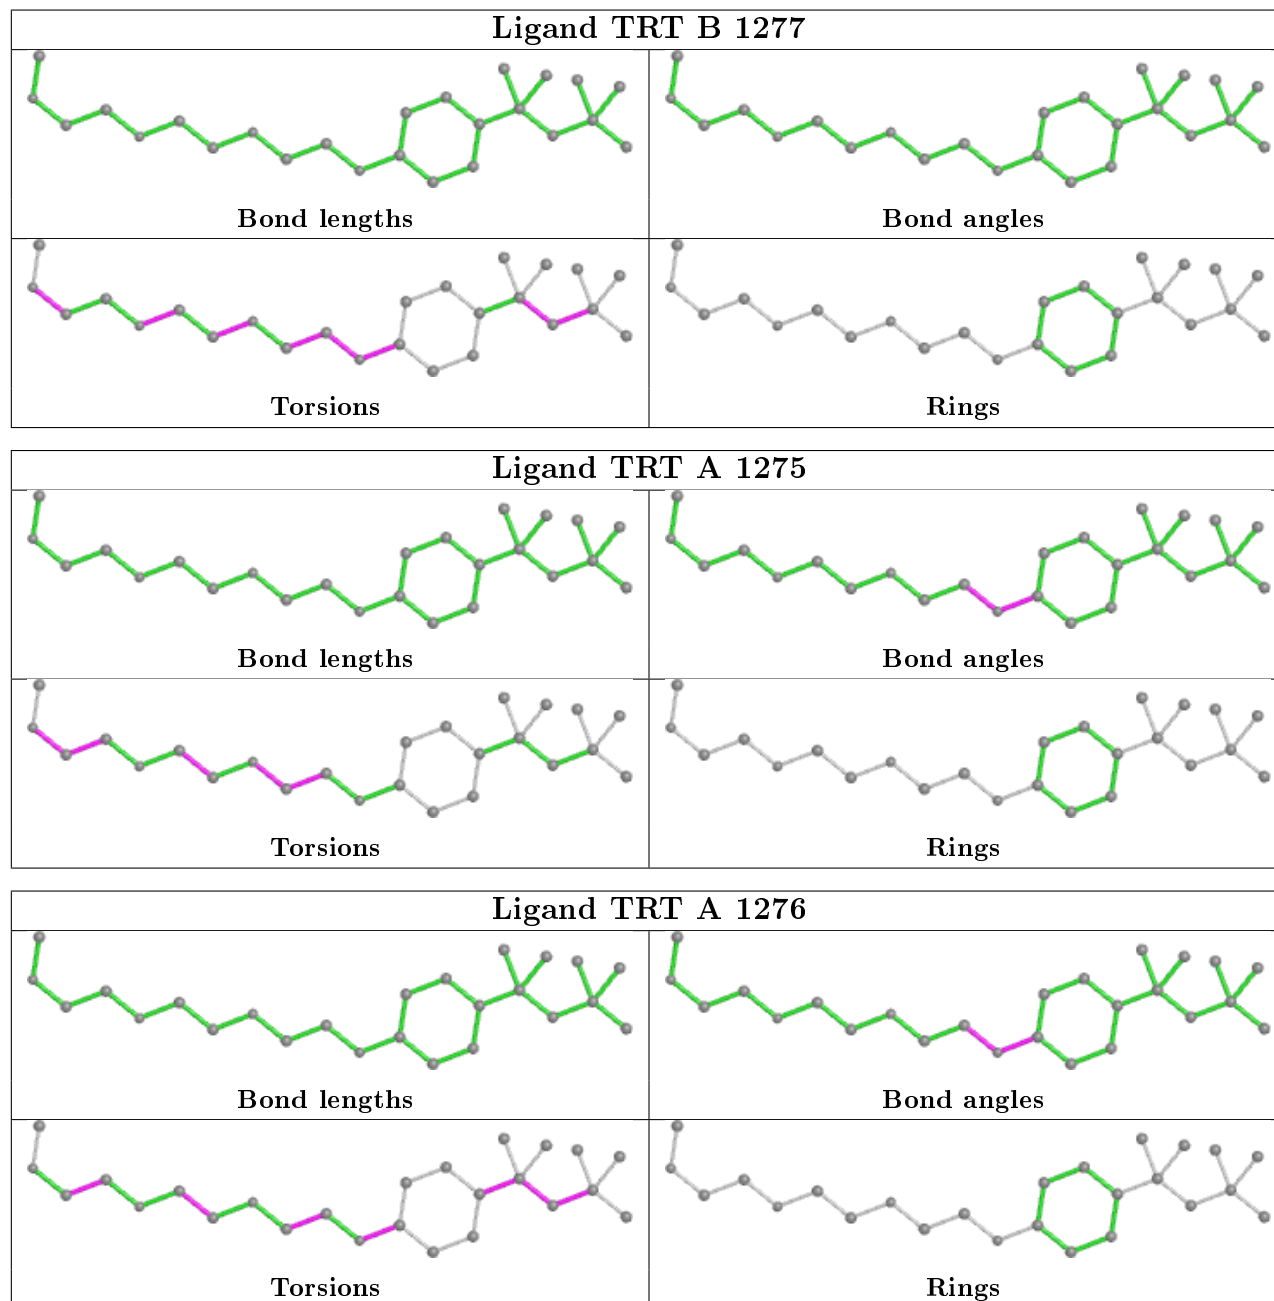 Ligand TRT B 1277
Bond lengths
Bond angles
Torsions
Rings
Ligand TRT A 1275
Bond lengths
Bond angles
Torsions
Rings
Ligand TRT A 1276
Bond lengths
Bond angles
Torsions
Rings